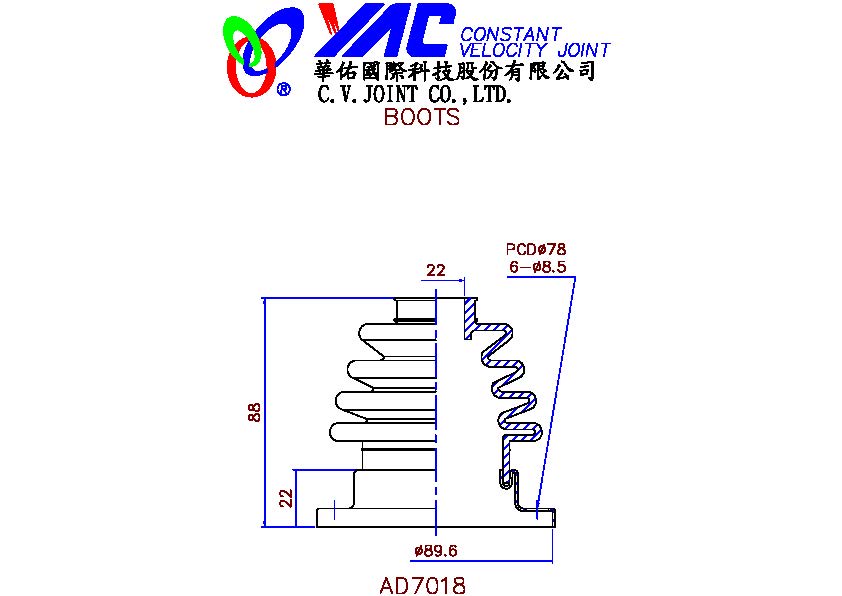 YAC CONSTANT
VELOCITY JOINT
®
華佑國際科技股份有限公司
C.V.JOINT CO.,LTD.
BOOTS
PCDø78
6-ø8.5
22
88
22
ø89.6
AD7018